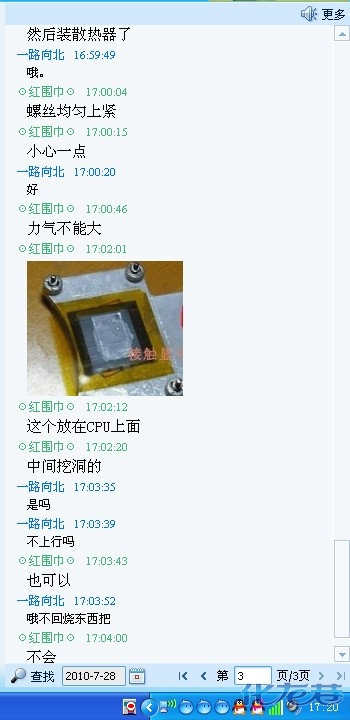 更多
然后装散热器了
一路向北 16:59:49
哦。
⊙红围巾⊙ 17:00:04
螺丝均匀上紧
⊙红围巾⊙ 17:00:15
小心一点
一路向北 17:00:20
好
⊙红围巾⊙ 17:00:46
力气不能大
⊙红围巾⊙ 17:02:01
接触显
⊙红围巾⊙ 17:02:12
这个放在CPU上面
⊙红围巾⊙ 17:02:20
中间挖洞的
一路向北 17:03:35
是吗
一路向北 17:03:39
不上行吗
⊙红围巾⊙ 17:03:43
也可以
一路向北 17:03:52
哦不回烧东西把
⊙红围巾⊙ 17:04:00
不会
查找 2010-7-28 第 3 页/3页
化龙巷
17:20